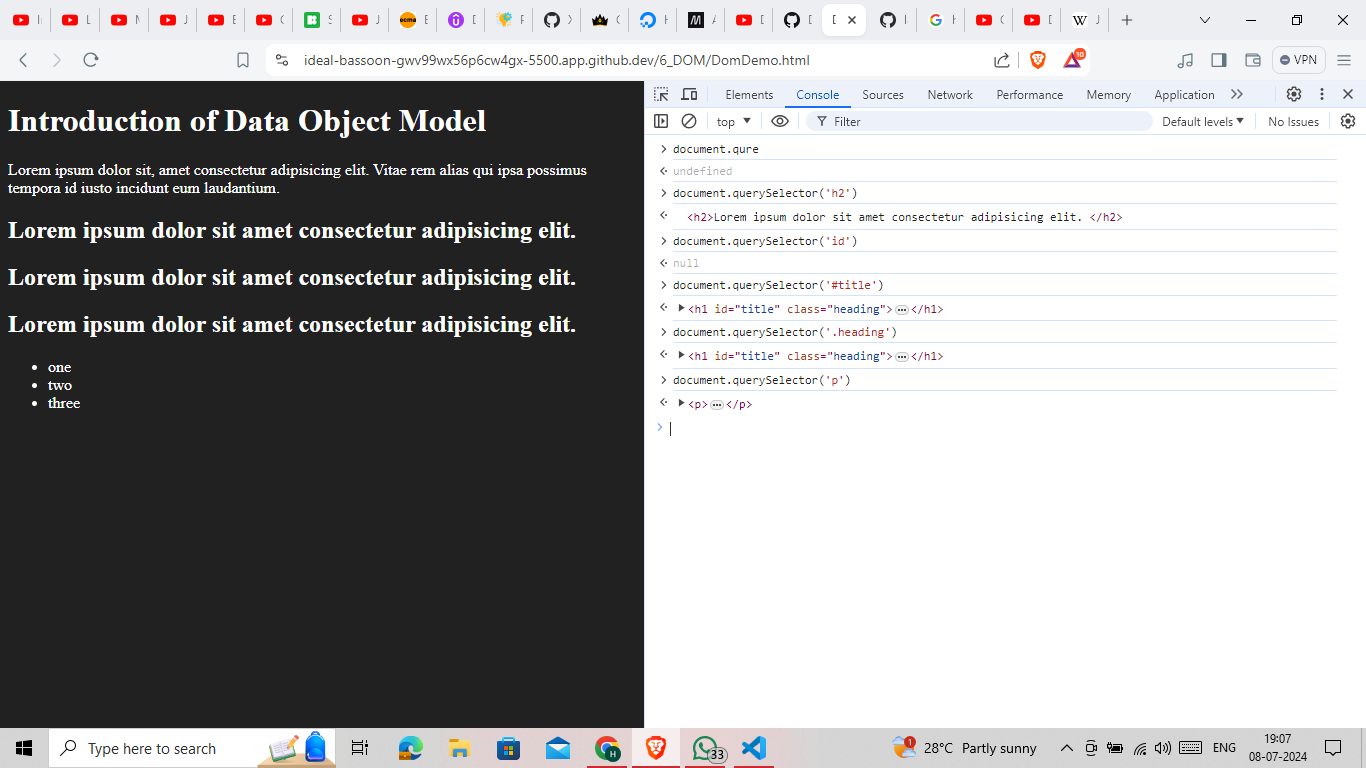 ideal-bassoon-gwv99wx56p6cw4gx-5500.app.github.dev/6_DOM/DomDemo.html
10
VPN
Introduction of Data Object Model
Lorem ipsum dolor sit, amet consectetur adipisicing elit. Vitae rem alias qui ipsa possimus
tempora id iusto incidunt eum laudantium.
Lorem ipsum dolor sit amet consectetur adipisicing elit.
Lorem ipsum dolor sit amet consectetur adipisicing elit.
Lorem ipsum dolor sit amet consectetur adipisicing elit.
• one
• two
• three
Elements Console Sources Network Performance Memory Application
top Filter Default levels No Issues
document.qure
undefined
document.querySelector('h2')
<h2>Lorem ipsum dolor sit amet consectetur adipisicing elit. </h2>
document.querySelector('id')
null
document.querySelector('#title')
<h1 id="title" class="heading">…</h1>
document.querySelector('.heading')
<h1 id="title" class="heading">…</h1>
document.querySelector('p')
<p>…</p>
Type here to search
H
33
1
28°C Partly sunny
ENG
19:07
08-07-2024